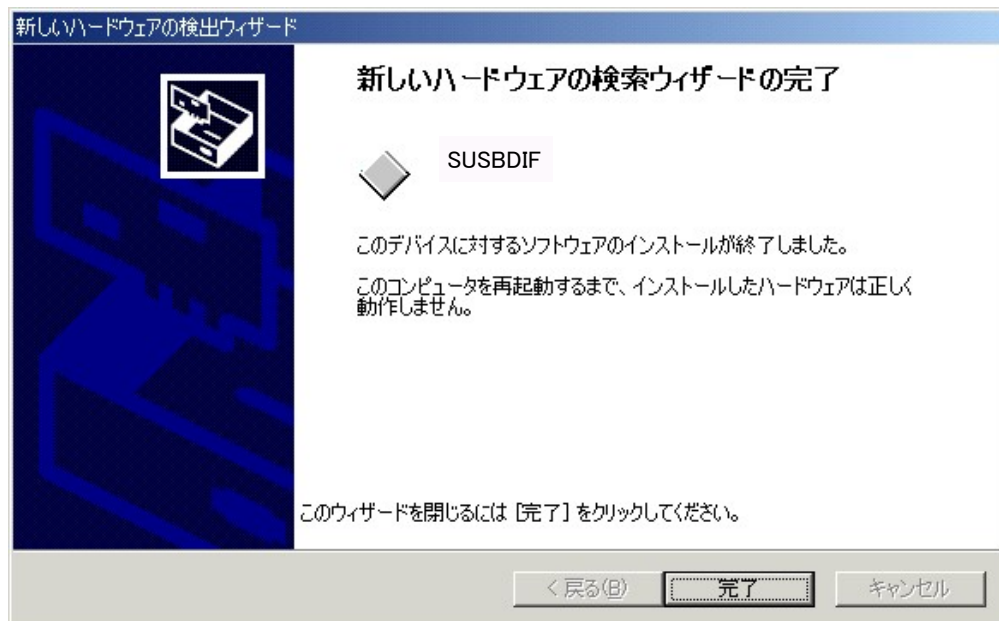 新しいハードウェアの検出ウィザード
新しいハードウェアの検索ウィザードの完了
SUSBDIF
このデバイスに対するソフトウェアのインストールが終了しました。
このコンピュータを再起動するまで、インストールしたハードウェアは正しく
動作しません。
このウィザードを閉じるには [完了] をクリックしてください。
< 戻る(B) 完了 キャンセル